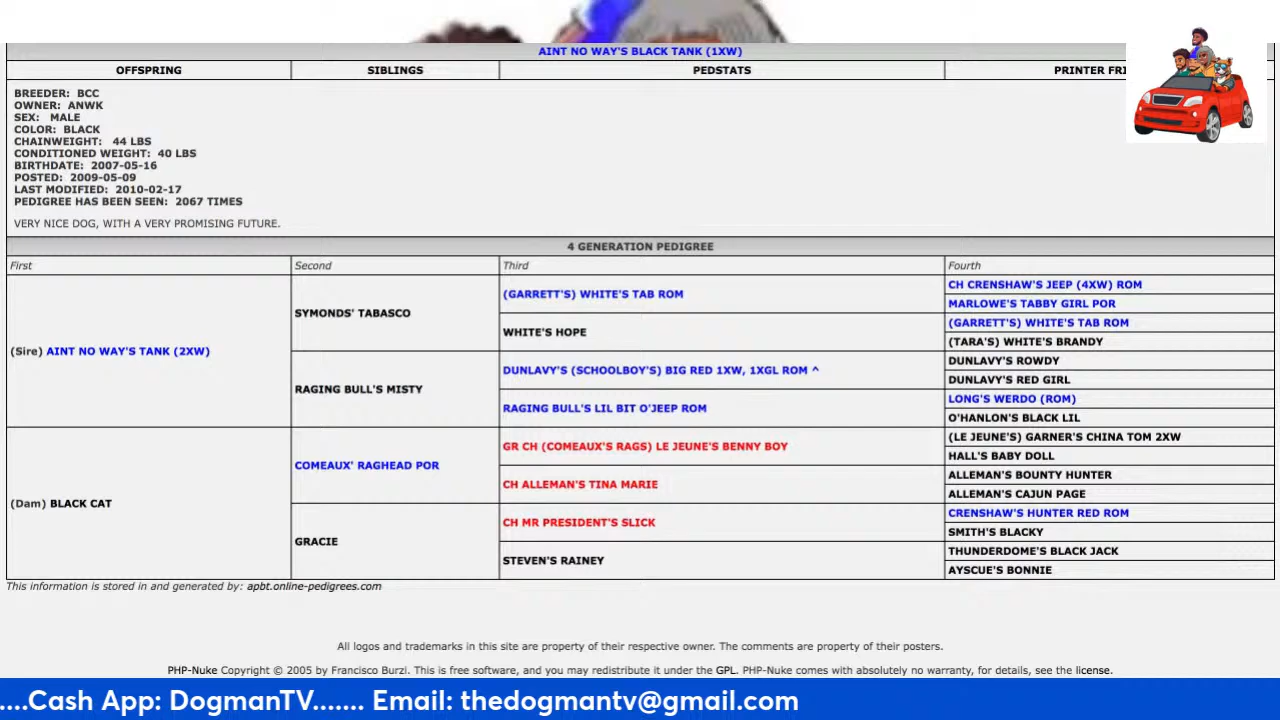 AINT NO WAY'S BLACK TANK (1XW)
OFFSPRING SIBLINGS PEDSTATS PRINTER FRI
BREEDER: BCC
OWNER: ANWK
SEX: MALE
COLOR: BLACK
CHAINWEIGHT: 44 LBS
CONDITIONED WEIGHT: 40 LBS
BIRTHDATE: 2007-05-16
POSTED: 2009-05-09
LAST MODIFIED: 2010-02-17
PEDIGREE HAS BEEN SEEN: 2067 TIMES
VERY NICE DOG, WITH A VERY PROMISING FUTURE.
4 GENERATION PEDIGREE
First Second Third Fourth
(Sire) AINT NO WAY'S TANK (2XW)
(Dam) BLACK CAT
SYMONDS' TABASCO
RAGING BULL'S MISTY
COMEAUX' RAGHEAD POR
GRACIE
(GARRETT'S) WHITE'S TAB ROM
WHITE'S HOPE
DUNLAVY'S (SCHOOLBOY'S) BIG RED 1XW, 1XGL ROM ^
RAGING BULL'S LIL BIT O'JEEP ROM
GR CH (COMEAUX'S RAGS) LE JEUNE'S BENNY BOY
CH ALLEMAN'S TINA MARIE
CH MR PRESIDENT'S SLICK
STEVEN'S RAINEY
CH CRENSHAW'S JEEP (4XW) ROM
MARLOWE'S TABBY GIRL POR
(GARRETT'S) WHITE'S TAB ROM
(TARA'S) WHITE'S BRANDY
DUNLAVY'S ROWDY
DUNLAVY'S RED GIRL
LONG'S WERDO (ROM)
O'HANLON'S BLACK LIL
(LE JEUNE'S) GARNER'S CHINA TOM 2XW
HALL'S BABY DOLL
ALLEMAN'S BOUNTY HUNTER
ALLEMAN'S CAJUN PAGE
CRENSHAW'S HUNTER RED ROM
SMITH'S BLACKY
THUNDERDOME'S BLACK JACK
AYSCUE'S BONNIE
This information is stored in and generated by: apbt.online-pedigrees.com
All logos and trademarks in this site are property of their respective owner. The comments are property of their posters.
PHP-Nuke Copyright © 2005 by Francisco Burzi. This is free software, and you may redistribute it under the GPL. PHP-Nuke comes with absolutely no warranty, for details, see the license.
....Cash App: DogmanTV....... Email: thedogmantv@gmail.com